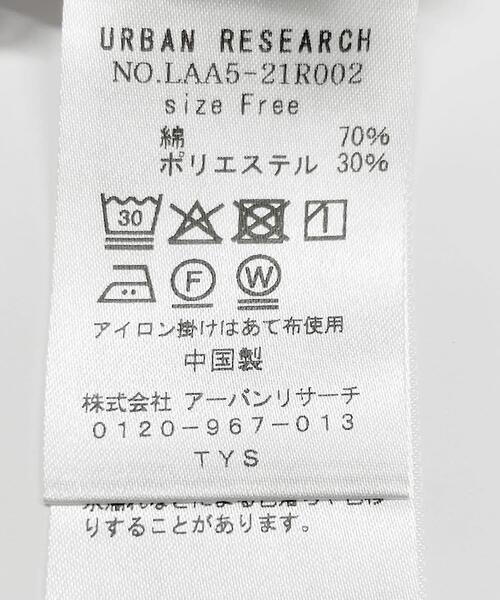 URBAN RESEARCH
NO.LAA5-21R002
size Free
綿 70%
ポリエステル 30%
30
F W
アイロン掛けはあて布使用
中国製
株式会社 アーバンリサーチ
0120-967-013
TYS
りすることがあります。